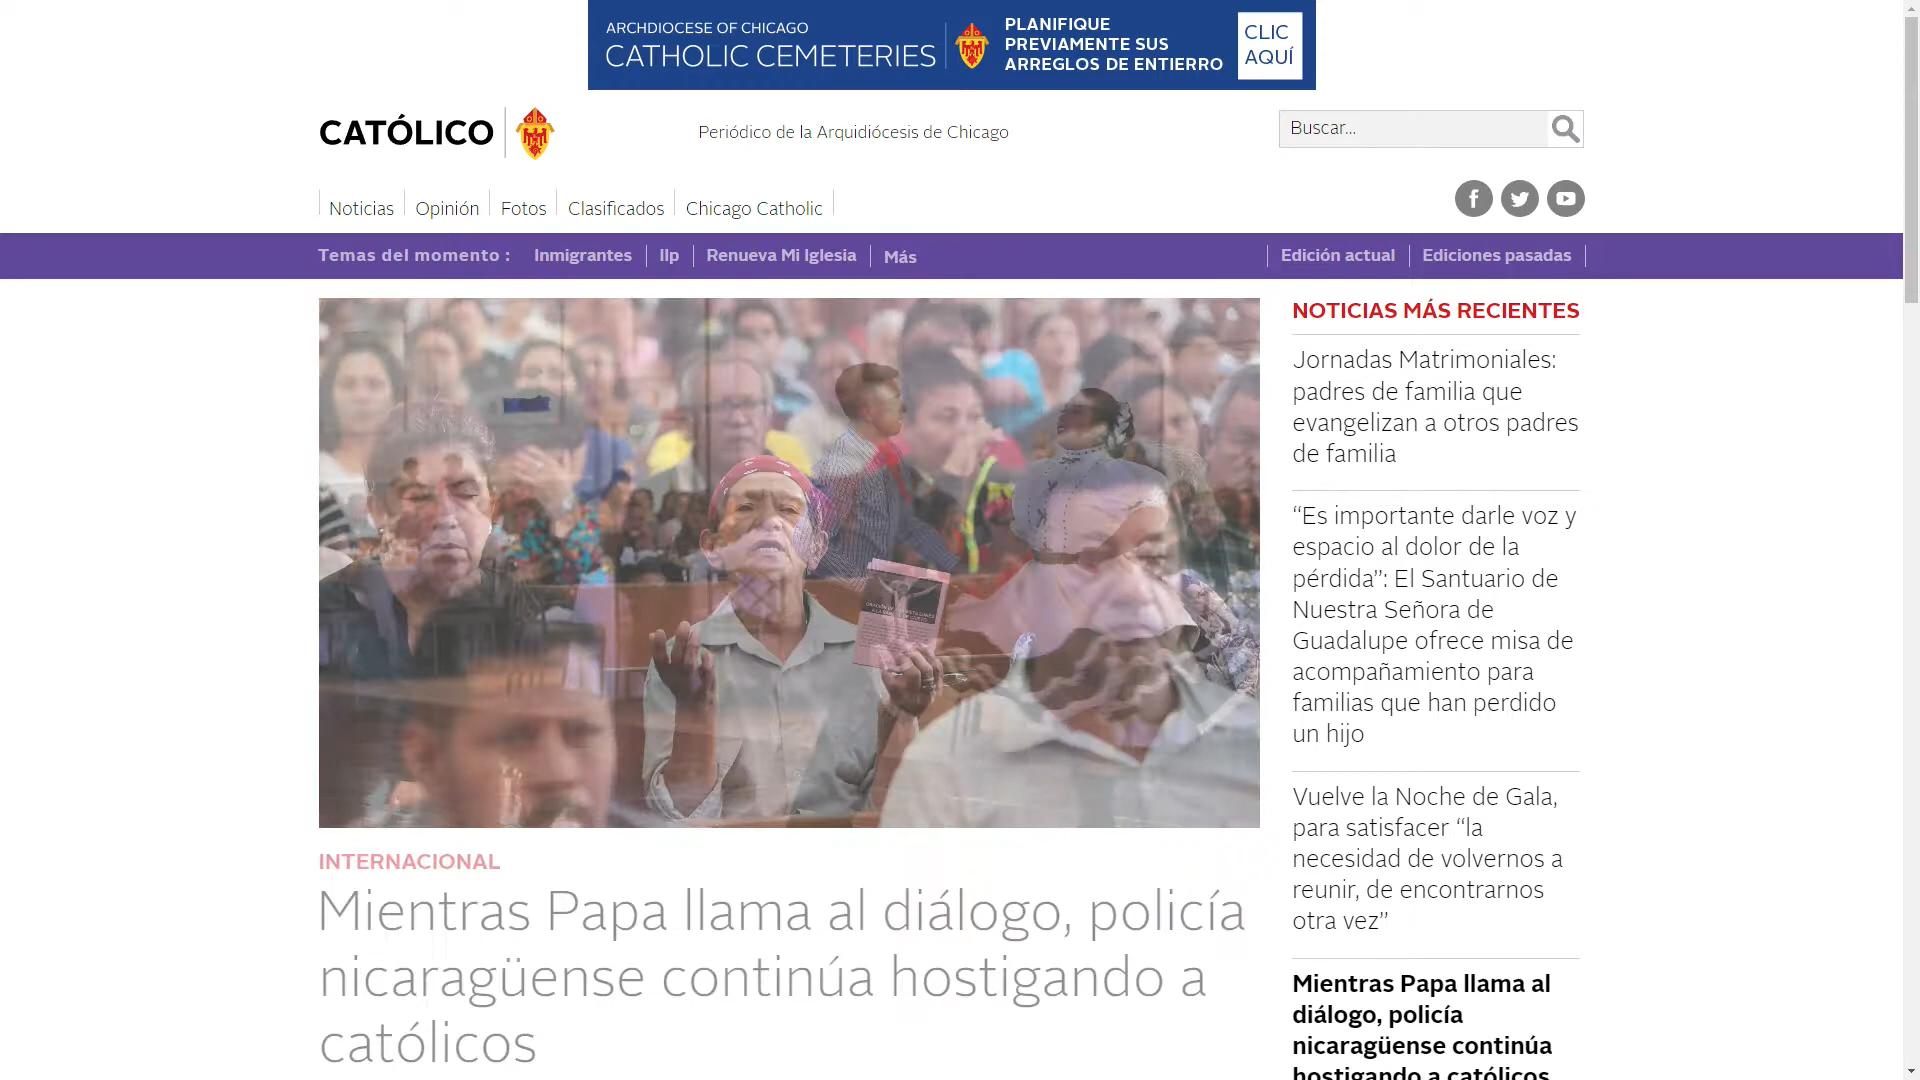 ARCHDIOCESE OF CHICAGO
CATHOLIC CEMETERIES
PLANIFIQUE
PREVIAMENTE SUS
ARREGLOS DE ENTIERRO
CLIC
AQUÍ
CATÓLICO
Periódico de la Arquidiócesis de Chicago
Buscar...
Noticias
Opinión
Fotos
Clasificados
Chicago Catholic
Temas del momento :
Inmigrantes
Ilp
Renueva Mi Iglesia
Más
Edición actual
Ediciones pasadas
INTERNACIONAL
Mientras Papa llama al diálogo, policía
nicaragüense continúa hostigando a
católicos
NOTICIAS MÁS RECIENTES
Jornadas Matrimoniales:
padres de familia que
evangelizan a otros padres
de familia
“Es importante darle voz y
espacio al dolor de la
pérdida”: El Santuario de
Nuestra Señora de
Guadalupe ofrece misa de
acompañamiento para
familias que han perdido
un hijo
Vuelve la Noche de Gala,
para satisfacer “la
necesidad de volvernos a
reunir, de encontrarnos
otra vez”
Mientras Papa llama al
diálogo, policía
nicaragüense continúa
hostigando a católicos